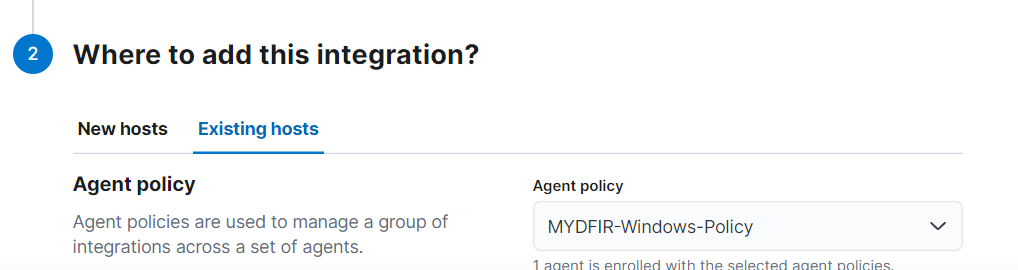 2
Where to add this integration?
New hosts
Existing hosts
Agent policy
Agent policies are used to manage a group of
integrations across a set of agents.
Agent policy
MYDFIR-Windows-Policy
1 agent is enrolled with the selected agent policies.